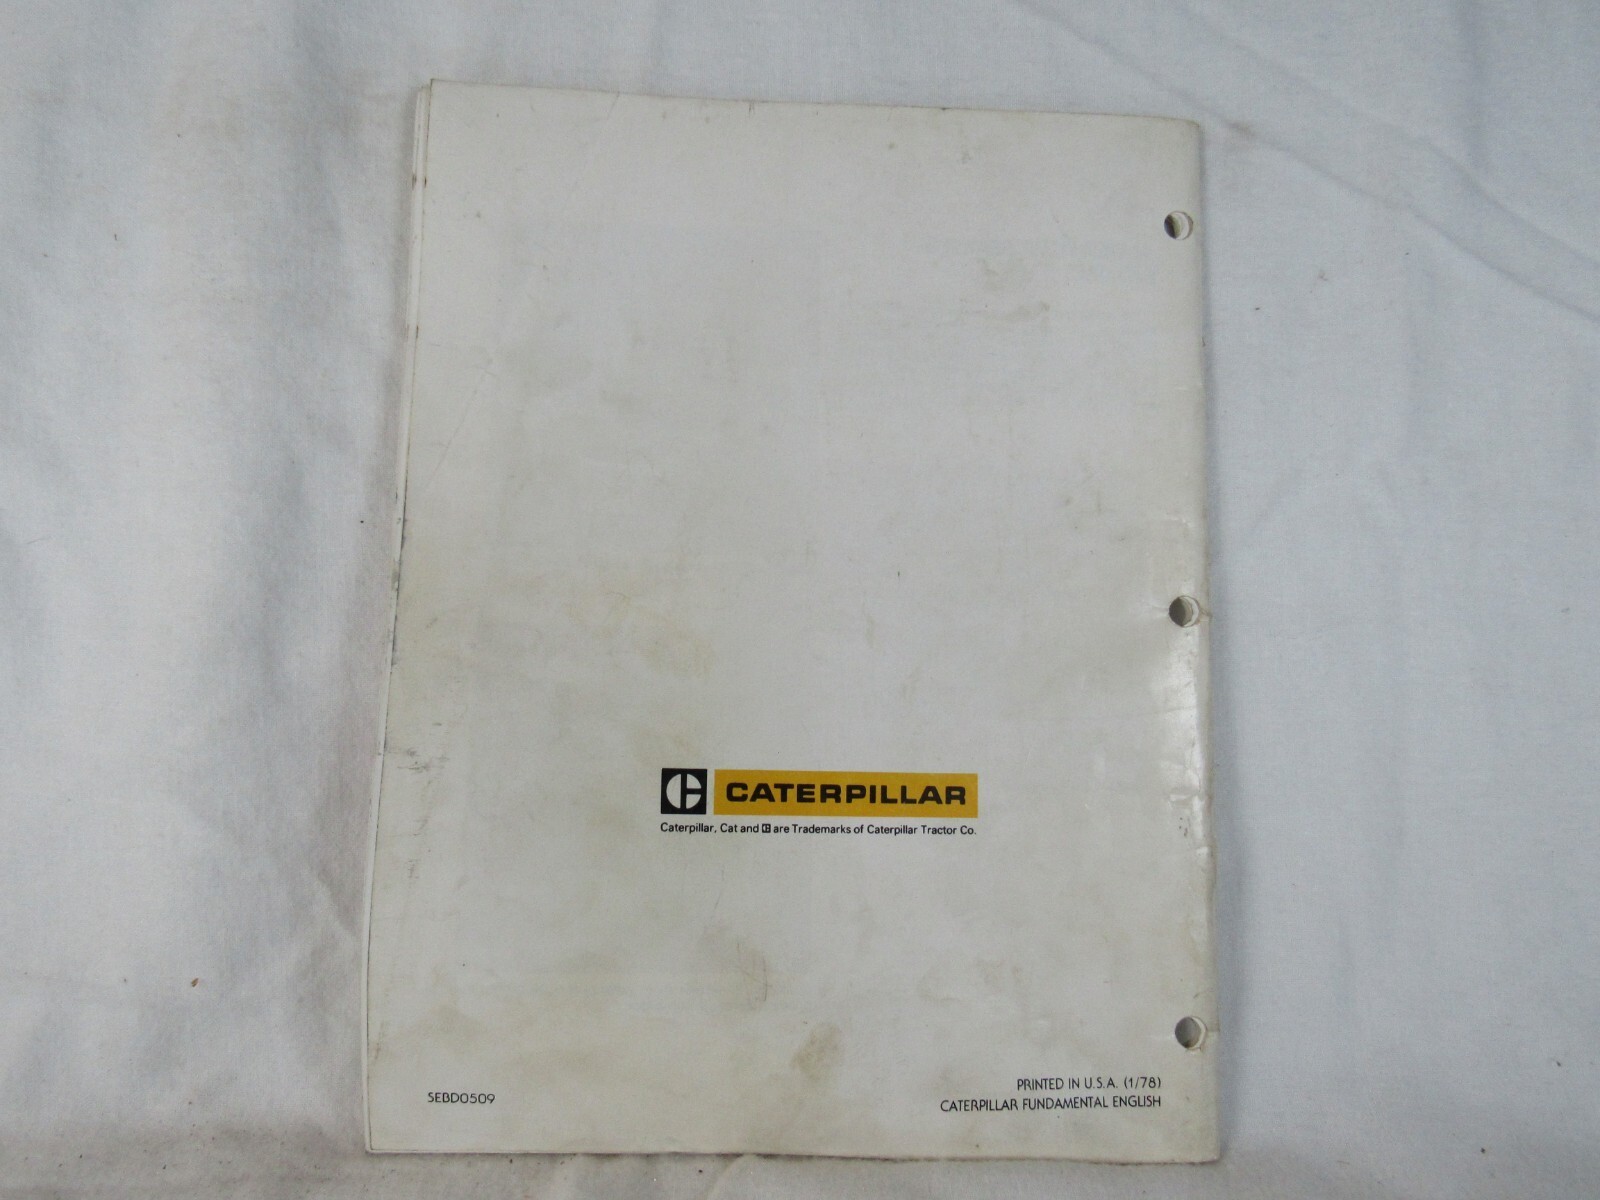 CATERPILLAR
Caterpillar, Cat and C are Trademarks of Caterpillar Tractor Co.
SEBD0509
PRINTED IN U.S.A. (1/78)
CATERPILLAR FUNDAMENTAL ENGLISH